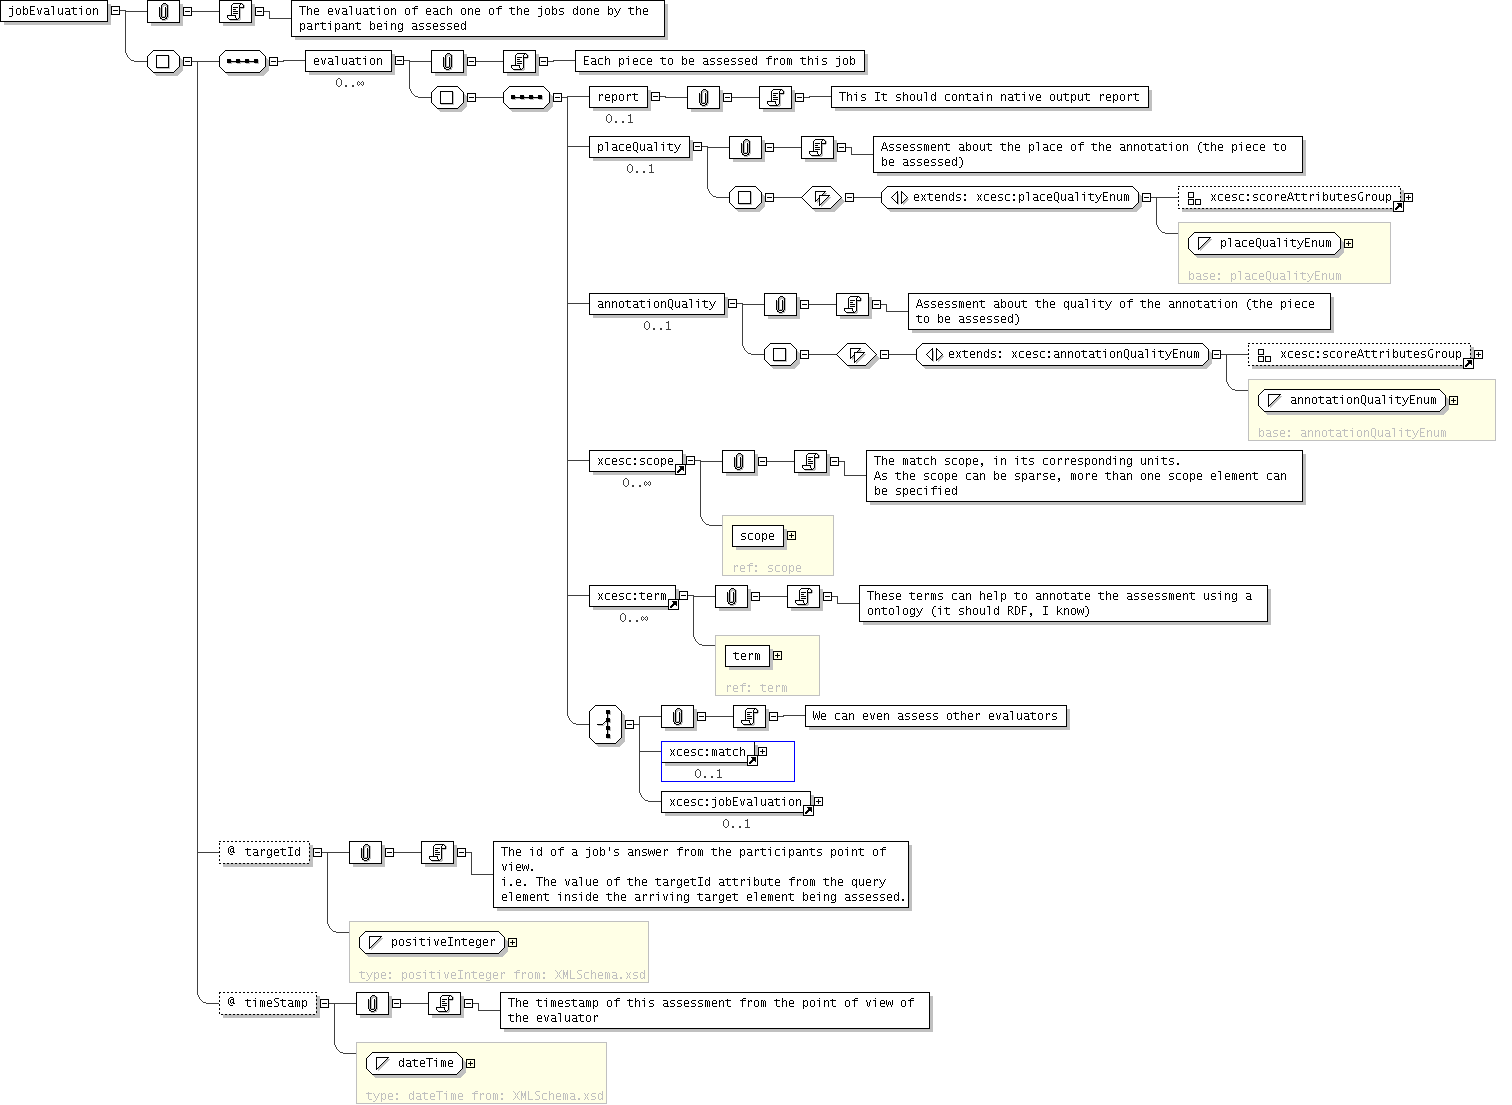 jobEvaluation
The evaluation of each one of the jobs done by the
partipant being assessed
evaluation
0..∞
Each piece to be assessed from this job
report
0..1
This It should contain native output report
placeQuality
0..1
Assessment about the place of the annotation (the piece to
be assessed)
extends: xcesc:placeQualityEnum
xcesc:scoreAttributesGroup
placeQualityEnum
base: placeQualityEnum
annotationQuality
0..1
Assessment about the quality of the annotation (the piece
to be assessed)
extends: xcesc:annotationQualityEnum
xcesc:scoreAttributesGroup
annotationQualityEnum
base: annotationQualityEnum
xcesc:scope
0..∞
The match scope, in its corresponding units.
As the scope can be sparse, more than one scope element can
be specified
scope
ref: scope
xcesc:term
0..∞
These terms can help to annotate the assessment using a
ontology (it should RDF, I know)
term
ref: term
We can even assess other evaluators
xcesc:match
0..1
xcesc:jobEvaluation
0..1
@ targetId
The id of a job's answer from the participants point of
view.
i.e. The value of the targetId attribute from the query
element inside the arriving target element being assessed.
positiveInteger
type: positiveInteger from: XMLSchema.xsd
@ timeStamp
The timestamp of this assessment from the point of view of
the evaluator
dateTime
type: dateTime from: XMLSchema.xsd